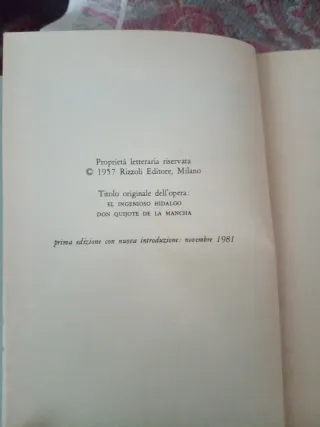 Proprietà letteraria riservata
© 1957 Rizzoli Editore, Milano
Titolo originale dell'opera:
EL INGENIOSO HIDALGO
DON QUIJOTE DE LA MANCHA
prima edizione con nuova introduzione: novembre 1981